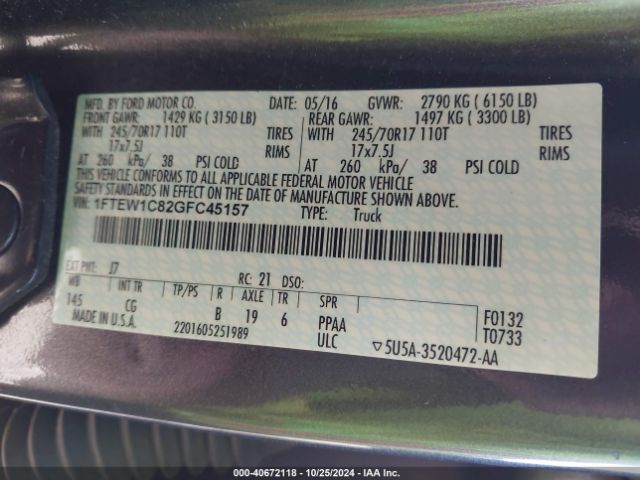 MFD. BY FORD MOTOR CO. DATE: 05/16 GVWR: 2790 KG ( 6150 LB)
FRONT GAWR: 1429 KG ( 3150 LB) REAR GAWR: 1497 KG ( 3300 LB)
WITH 245/70R17 110T TIRES WITH 245/70R17 110T TIRES
17x7.5J RIMS 17x7.5J RIMS
AT 260 kPa/ 38 PSI COLD AT 260 kPa/ 38 PSI COLD
THIS VEHICLE CONFORMS TO ALL APPLICABLE FEDERAL MOTOR VEHICLE
SAFETY STANDARDS IN EFFECT ON THE DATE OF MANUFACTURE SHOWN ABOVE.
VIN: 1FTEW1C82GFC45157 TYPE: Truck
EXT PNT: J7 RC: 21 DSO:
WB INT TR TP/PS R AXLE TR SPR
145 CG B 19 6 PPAA F0132
MADE IN U.S.A. 2201605251989 ULC T0733
▽5U5A-3520472-AA
000-40672118 - 10/25/2024 - IAA Inc.